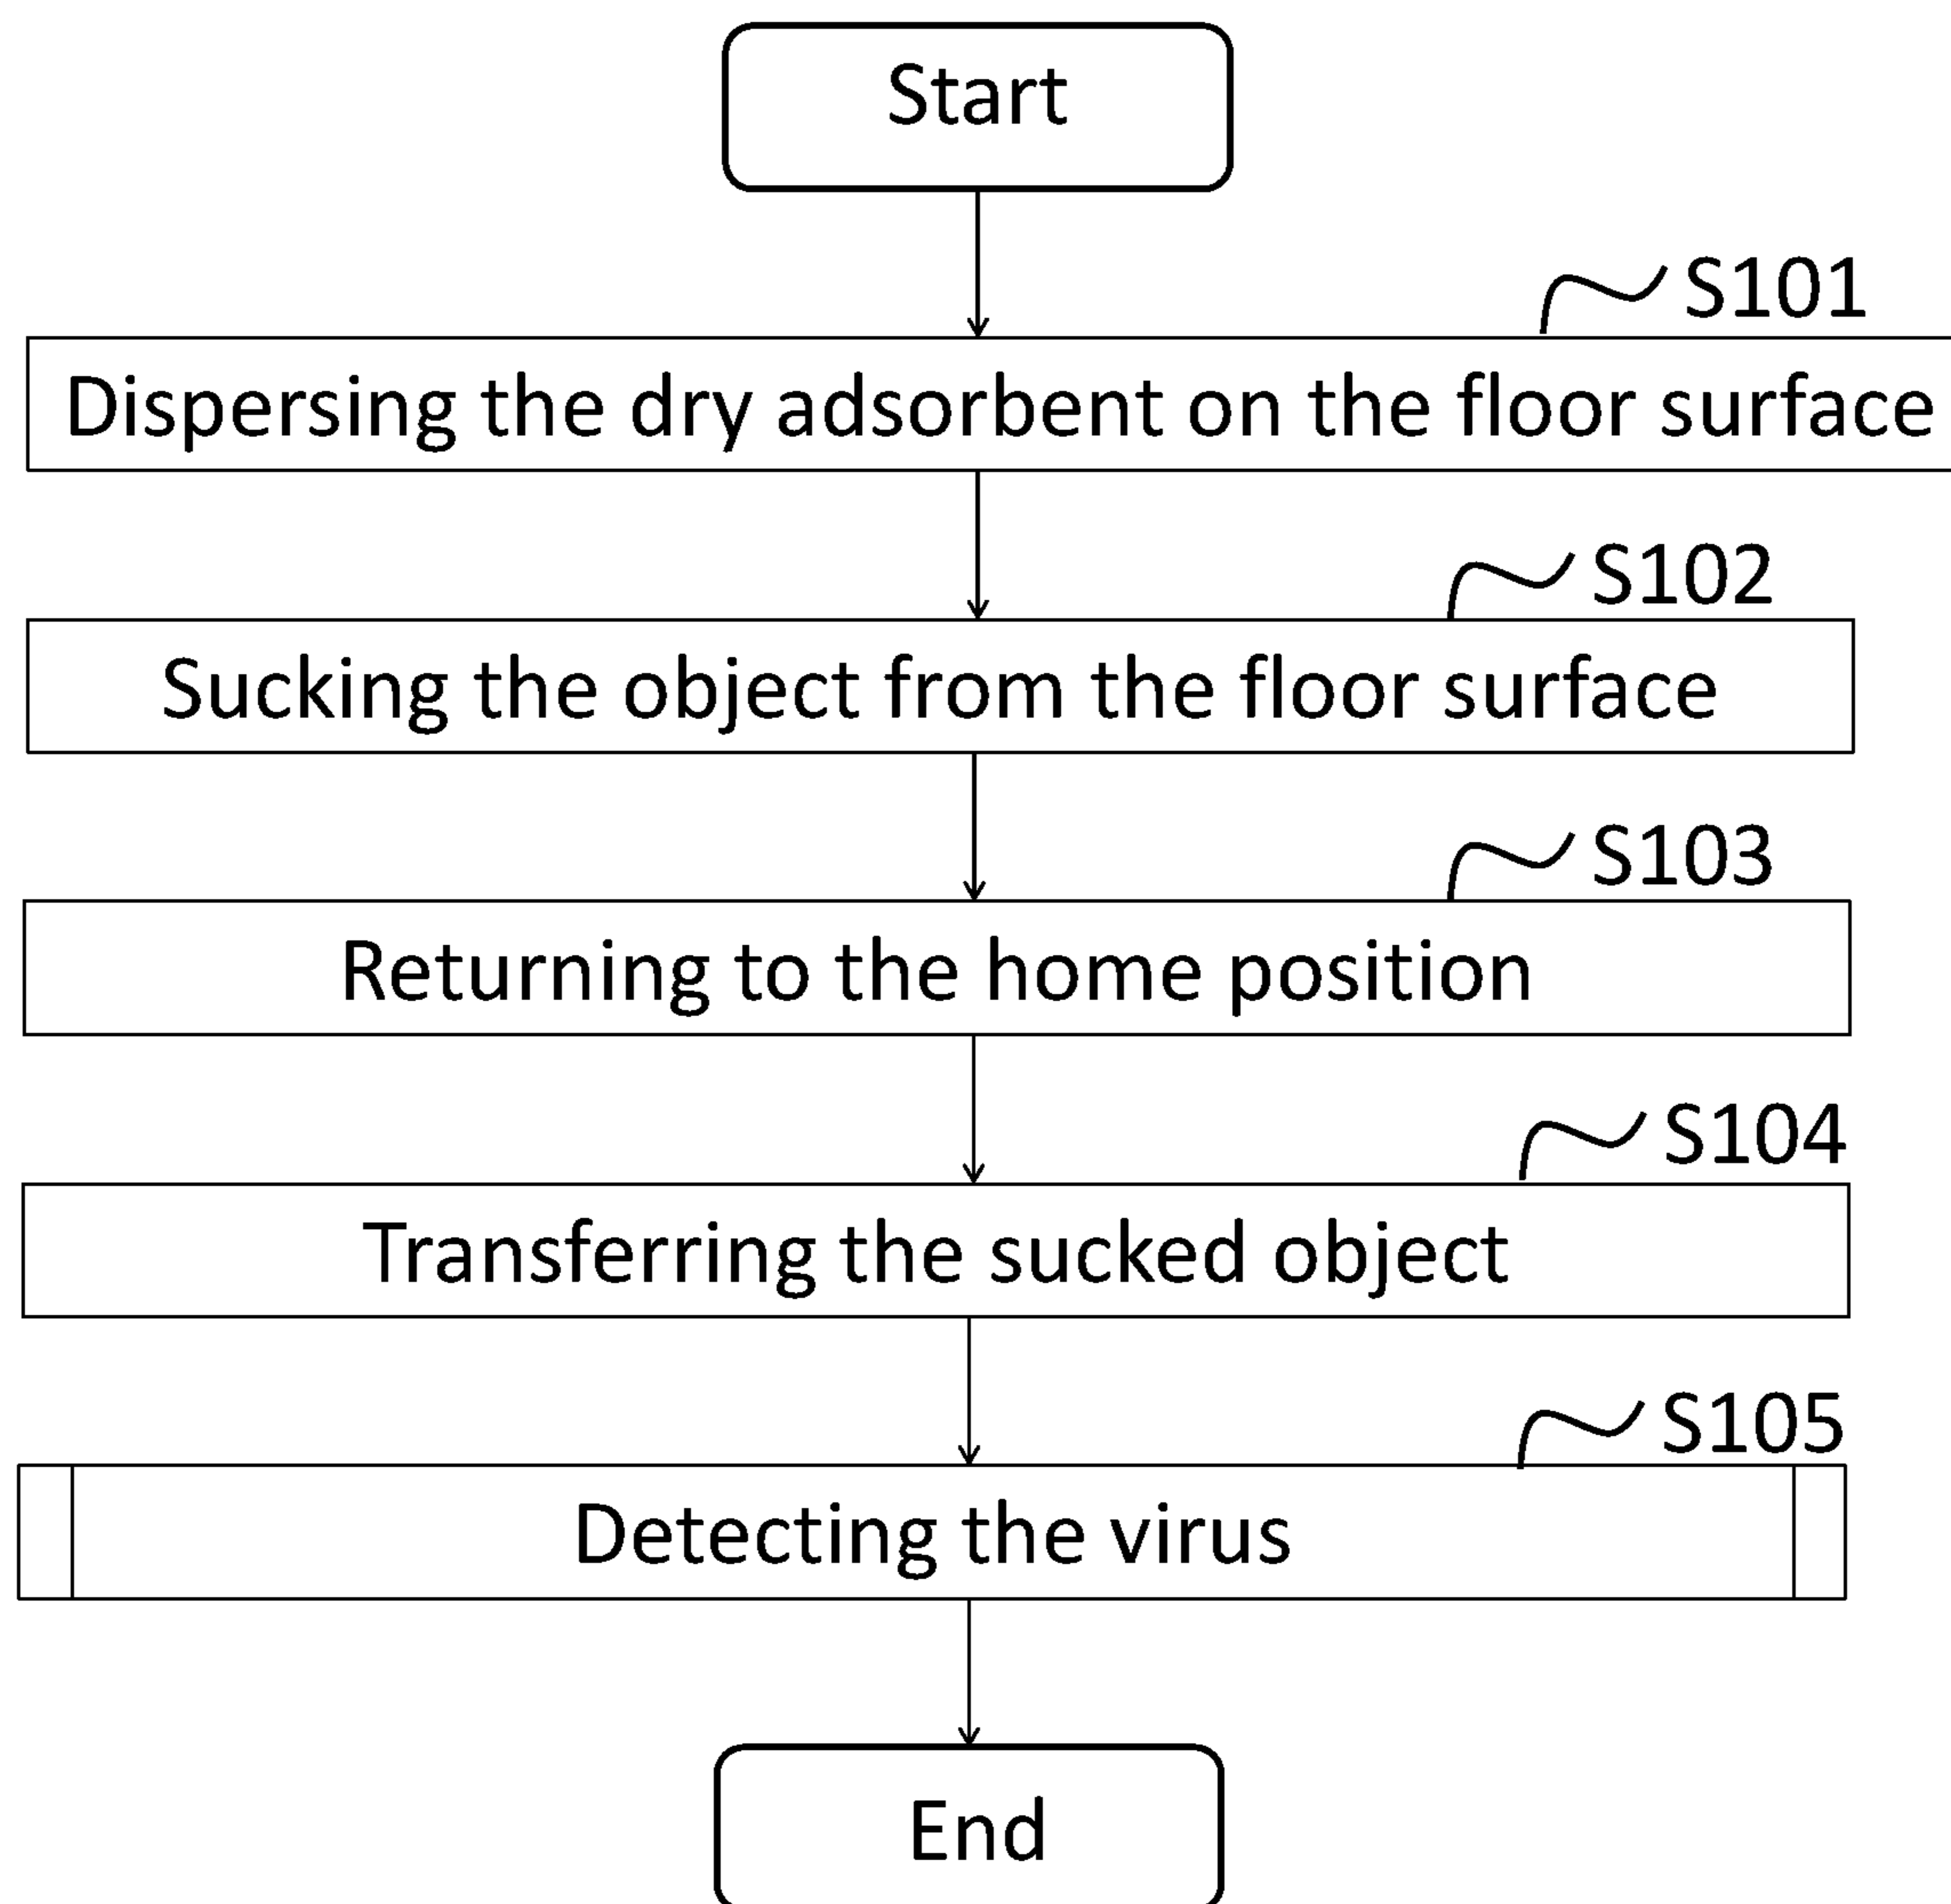 Start
S101
Dispersing the dry adsorbent on the floor surface
S102
Sucking the object from the floor surface
S103
Returning to the home position
S104
Transferring the sucked object
S105
Detecting the virus
End